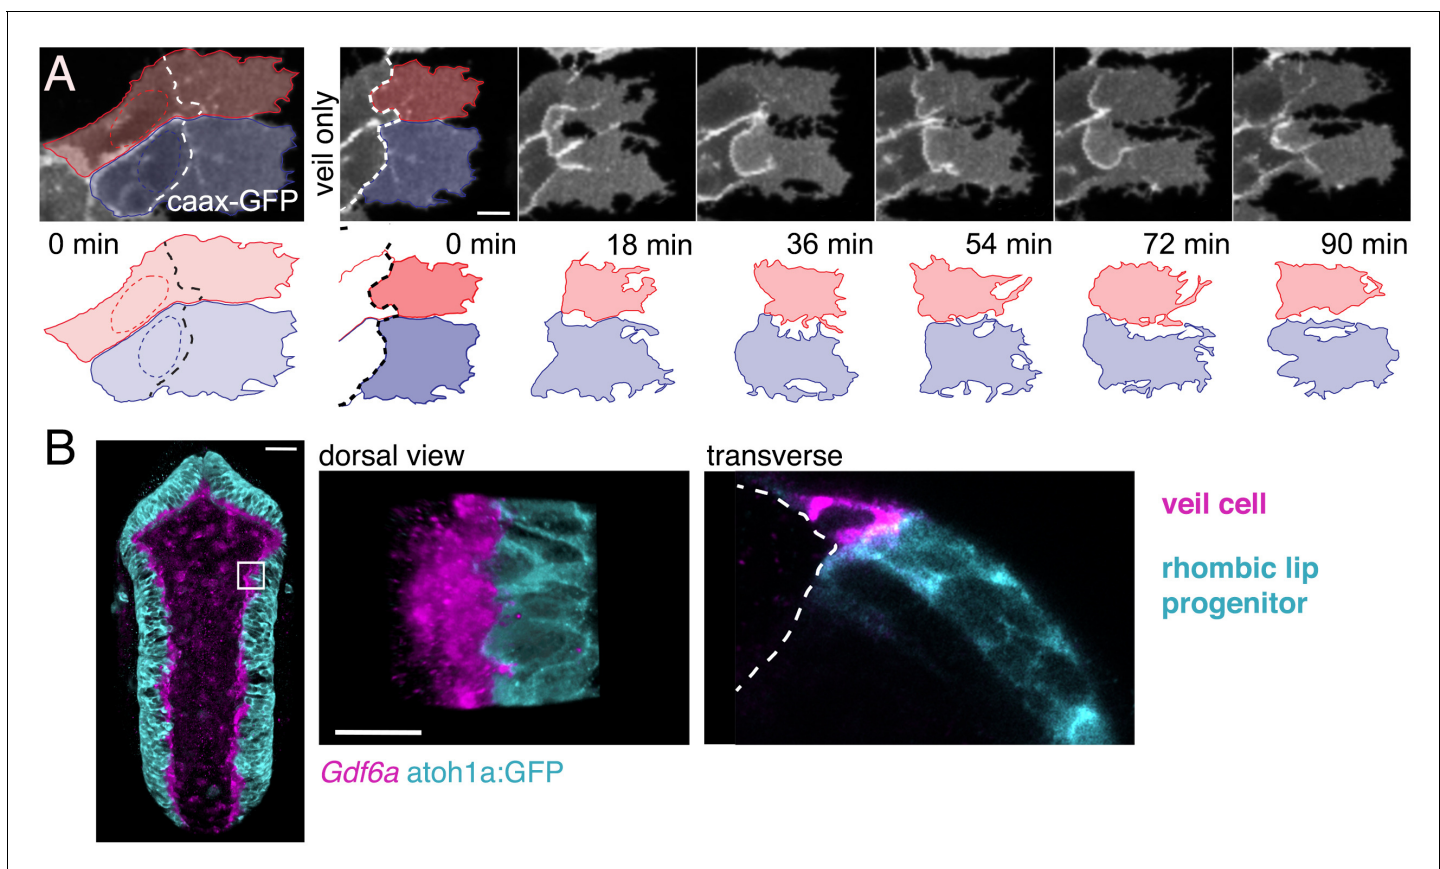 A
caax-GFP
veil only
0 min
0 min
18 min
36 min
54 min
72 min
90 min
B
dorsal view
transverse
veil cell
rhombic lip
progenitor
Gdf6a atoh1a:GFP